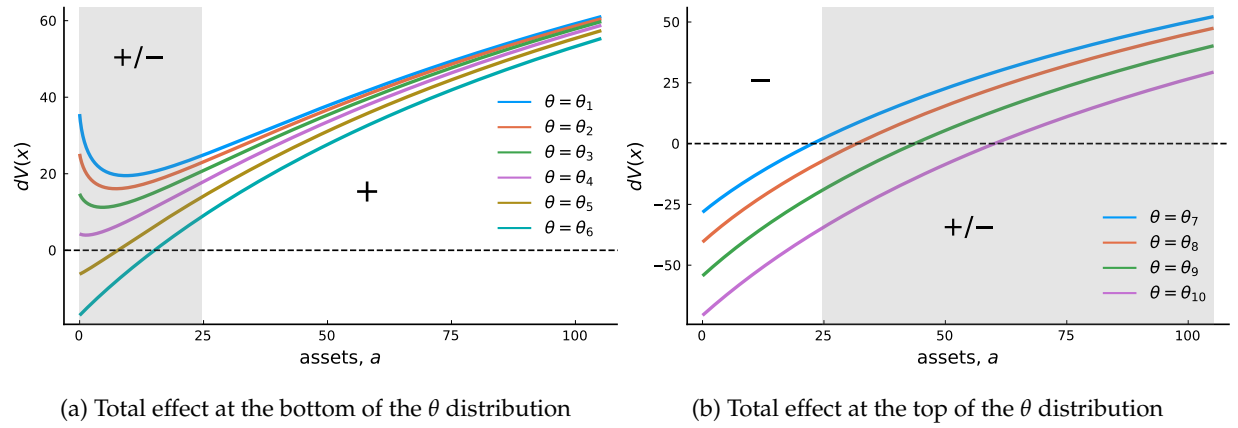 60
40
20
0
dV(x)
+/−
+
θ = θ1
θ = θ2
θ = θ3
θ = θ4
θ = θ5
θ = θ6
0 25 50 75 100
assets, a
(a) Total effect at the bottom of the θ distribution
50
25
0
−25
−50
dV(x)
−
+/−
θ = θ7
θ = θ8
θ = θ9
θ = θ10
0 25 50 75 100
assets, a
(b) Total effect at the top of the θ distribution